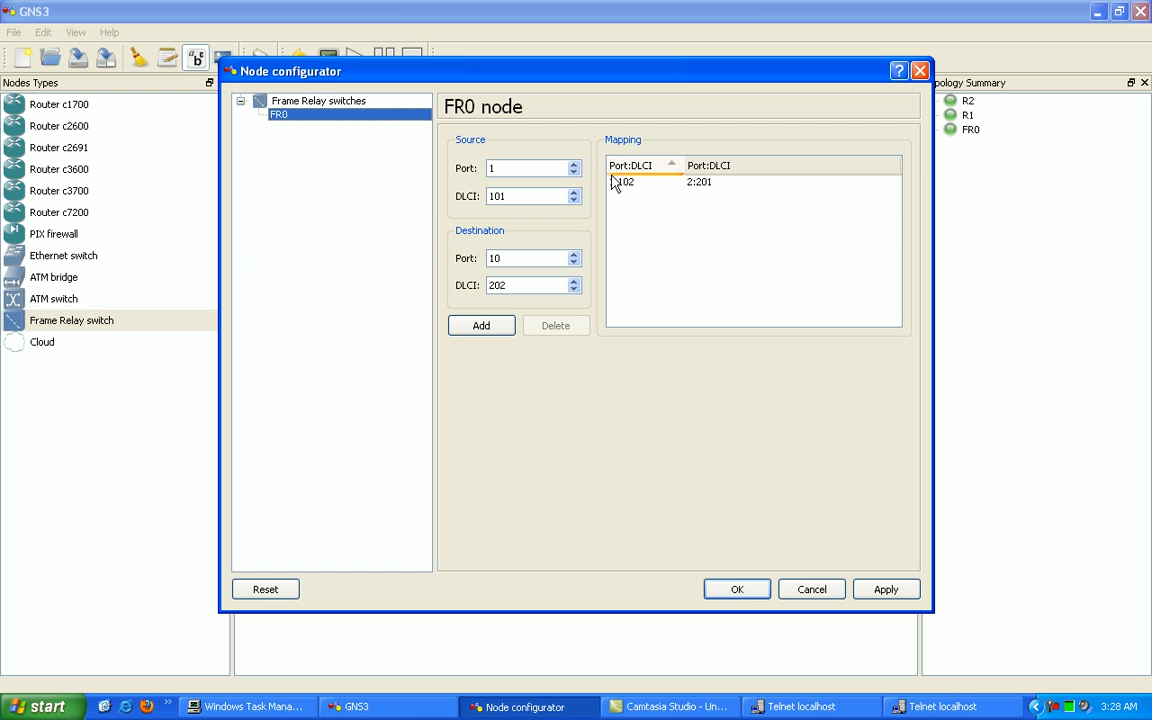 GNS3
File Edit View Help
Nodes Types
Router c1700
Router c2600
Router c2691
Router c3600
Router c3700
Router c7200
PIX firewall
Ethernet switch
ATM bridge
ATM switch
Frame Relay switch
Cloud
Node configurator
Frame Relay switches
FR0
FR0 node
Source
Port: 1
DLCI: 101
Destination
Port: 10
DLCI: 202
Add Delete
Mapping
Port:DLCI Port:DLCI
102 2:201
Reset OK Cancel Apply
pology Summary
R2
R1
FR0
start
Windows Task Mana...
GNS3
Node configurator
Camtasia Studio - Un...
Telnet localhost
Telnet localhost
3:28 AM